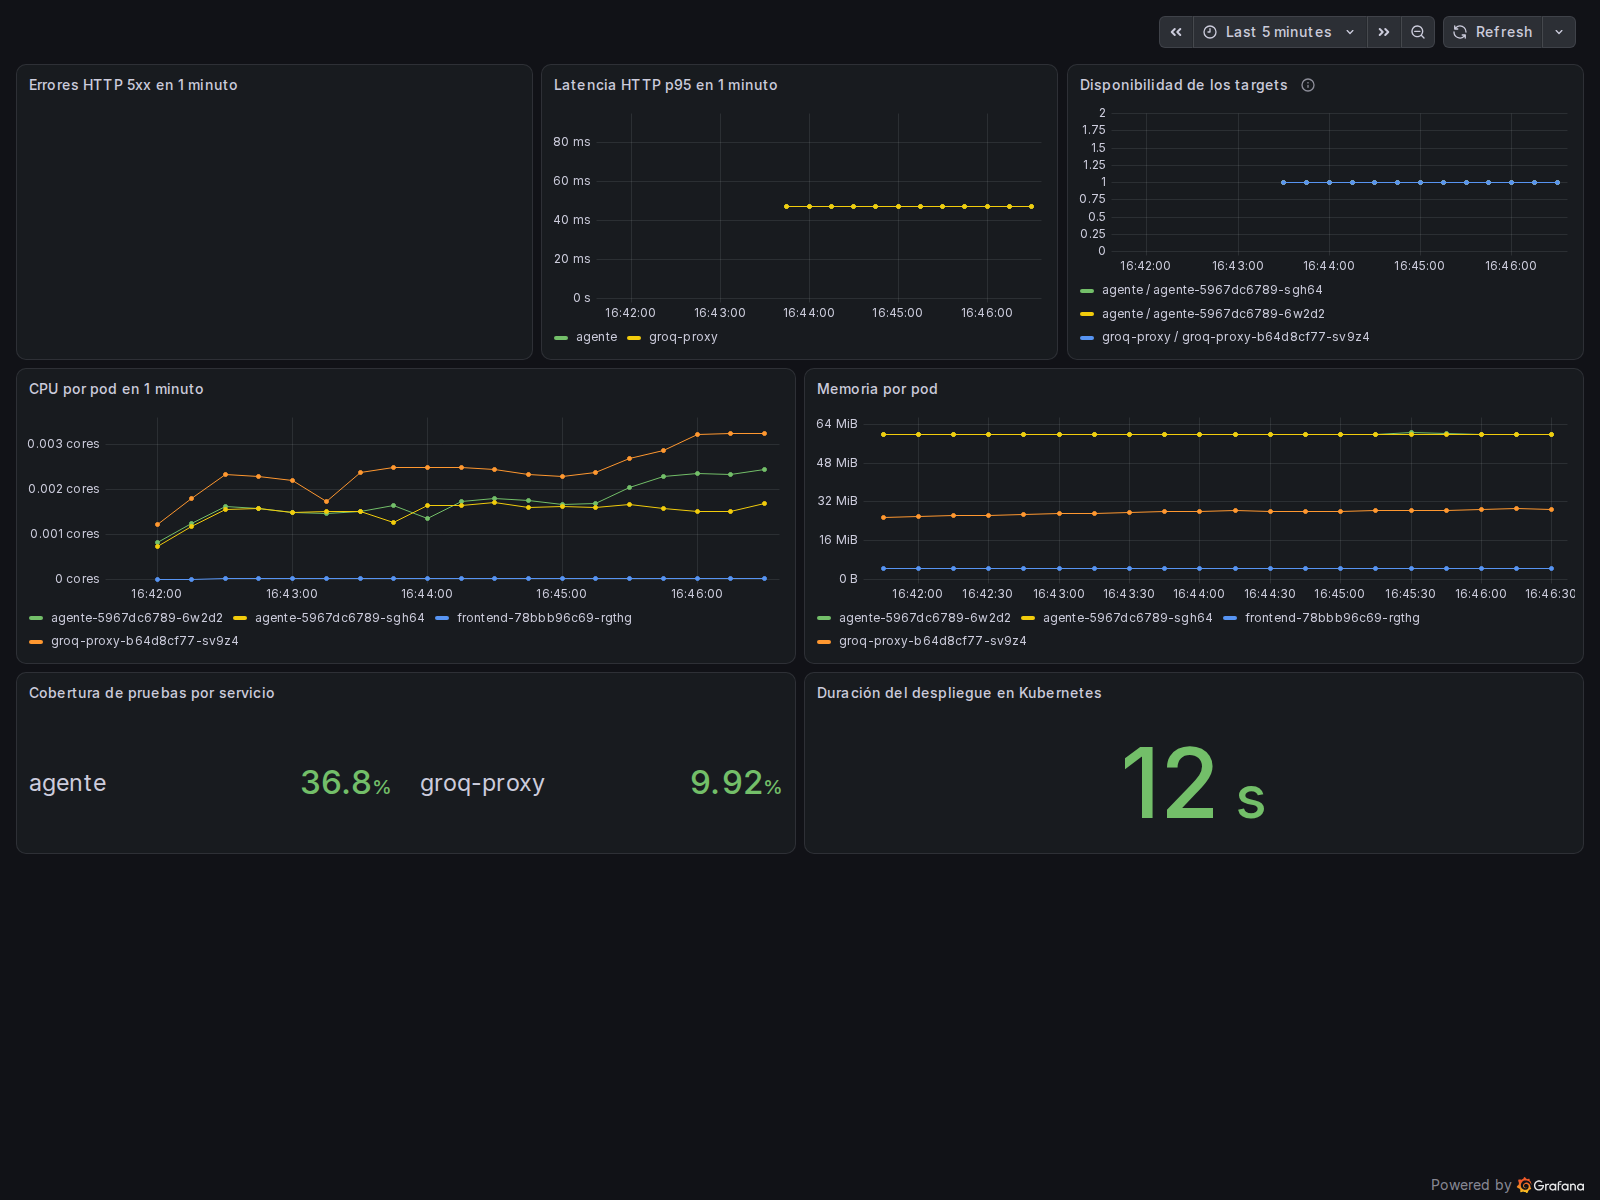 Last 5 minutes
Refresh
Errores HTTP 5xx en 1 minuto
Latencia HTTP p95 en 1 minuto
80 ms
60 ms
40 ms
20 ms
0 s
16:42:00 16:43:00 16:44:00 16:45:00 16:46:00
agente groq-proxy
Disponibilidad de los targets
2
1.75
1.5
1.25
1
0.75
0.5
0.25
0
16:42:00 16:43:00 16:44:00 16:45:00 16:46:00
agente / agente-5967dc6789-sgh64
agente / agente-5967dc6789-6w2d2
groq-proxy / groq-proxy-b64d8cf77-sv9z4
CPU por pod en 1 minuto
0.003 cores
0.002 cores
0.001 cores
0 cores
16:42:00 16:43:00 16:44:00 16:45:00 16:46:00
agente-5967dc6789-6w2d2 agente-5967dc6789-sgh64 frontend-78bbb96c69-rgthg
groq-proxy-b64d8cf77-sv9z4
Memoria por pod
64 MiB
48 MiB
32 MiB
16 MiB
0 B
16:42:00 16:42:30 16:43:00 16:43:30 16:44:00 16:44:30 16:45:00 16:45:30 16:46:00 16:46:30
agente-5967dc6789-6w2d2 agente-5967dc6789-sgh64 frontend-78bbb96c69-rgthg
groq-proxy-b64d8cf77-sv9z4
Cobertura de pruebas por servicio
agente 36.8% groq-proxy 9.92%
Duración del despliegue en Kubernetes
12 s
Powered by Grafana